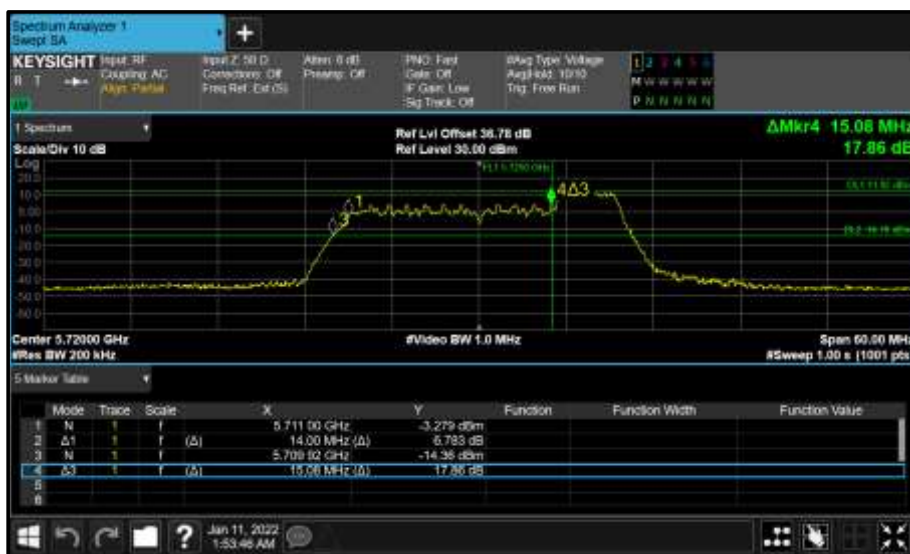 Spectrum Analyzer 1
Swept SA
KEYSIGHT
R T
Input: RF
Coupling: AC
Align: Partial
Input Z: 50 Ω
Corrections: Off
Freq Ref: Ext (S)
Atten: 6 dB
Preamp: Off
PNO: Fast
Gate: Off
IF Gain: Low
Sig Track: Off
#Avg Type: Voltage
Avg|Hold: 10/10
Trig: Free Run
1 2 3 4 5 6
M W W W W W
P N N N N N
1 Spectrum
Scale/Div 10 dB
Ref Lvl Offset 36.78 dB
Ref Level 30.00 dBm
ΔMkr4 15.08 MHz
17.86 dB
Log
20.0
10.0
0.00
-10.0
-20.0
-30.0
-40.0
-50.0
-60.0
1
3
4Δ3
Center 5.72000 GHz
#Res BW 200 kHz
#Video BW 1.0 MHz
Span 60.00 MHz
#Sweep 1.00 s (1001 pts)
5 Marker Table
Mode Trace Scale X Y Function Function Width Function Value
1 N 1 f 5.711 00 GHz -3.279 dBm
2 Δ1 1 f (Δ) 14.00 MHz (Δ) 6.783 dB
3 N 1 f 5.709 92 GHz -14.36 dBm
4 Δ3 1 f (Δ) 15.08 MHz (Δ) 17.86 dB
5
6
Jan 11, 2022
1:53:46 AM